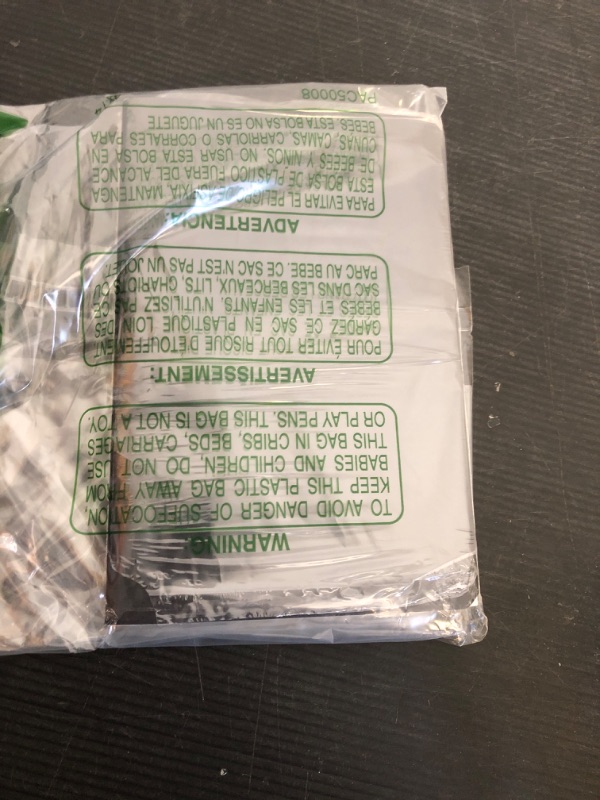 WARNING:
TO AVOID DANGER OF SUFFOCATION,
KEEP THIS PLASTIC BAG AWAY FROM
BABIES AND CHILDREN. DO NOT USE
THIS BAG IN CRIBS, BEDS, CARRIAGES
OR PLAY PENS. THIS BAG IS NOT A TOY.
AVERTISSEMENT:
POUR ÉVITER TOUT RISQUE D'ÉTOUFFEMENT
GARDEZ CE SAC EN PLASTIQUE LOIN DES
BEBES ET LES ENFANTS. N'UTILISEZ PAS CE
SAC DANS LES BERCEAUX, LITS, CHARIOTS OU
PARC AU BEBE. CE SAC N'EST PAS UN JOUET.
ADVERTENCIA:
PARA EVITAR EL PELIGRO DE ASFIXIA, MANTENGA
ESTA BOLSA DE PLASTICO FUERA DEL ALCANCE
DE BEBES Y NINOS. NO USAR ESTA BOLSA EN
CUNAS, CAMAS, CARRIOLAS O CORRALES PARA
BEBES. ESTA BOLSA NO ES UN JUGUETE
PAC50008